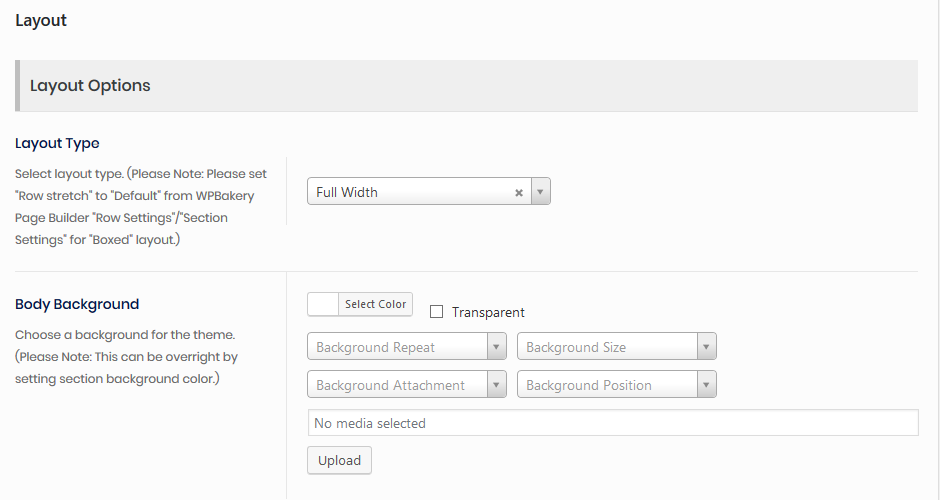 Layout
Layout Options
Layout Type
Select layout type. (Please Note: Please set
"Row stretch" to "Default" from WPBakery
Page Builder "Row Settings"/"Section
Settings" for "Boxed" layout.)
Full Width
Body Background
Choose a background for the theme.
(Please Note: This can be overright by
setting section background color.)
Select Color
Transparent
Background Repeat
Background Size
Background Attachment
Background Position
No media selected
Upload